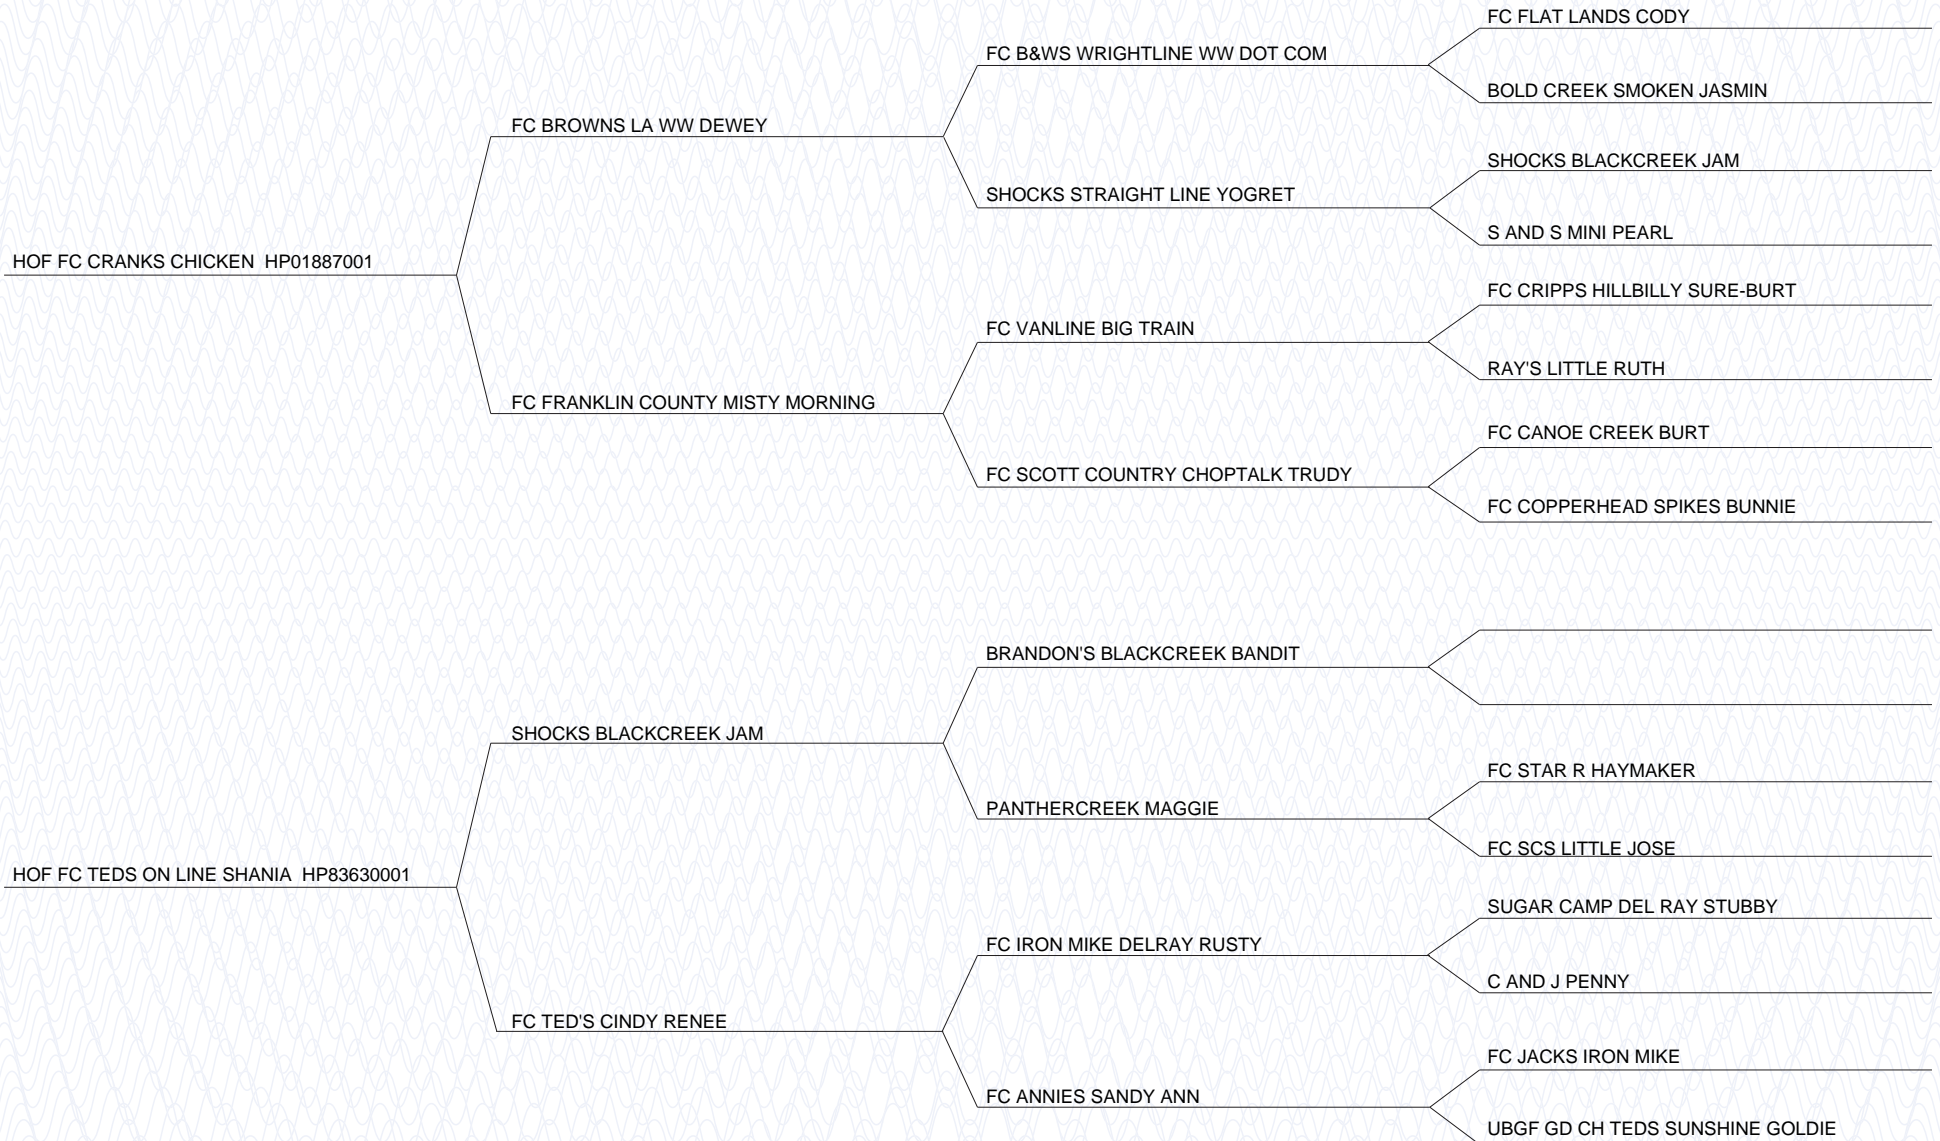 FC FLAT LANDS CODY
FC B&WS WRIGHTLINE WW DOT COM
BOLD CREEK SMOKEN JASMIN
FC BROWNS LA WW DEWEY
SHOCKS BLACKCREEK JAM
SHOCKS STRAIGHT LINE YOGRET
S AND S MINI PEARL
HOF FC CRANKS CHICKEN HP01887001
FC CRIPPS HILLBILLY SURE-BURT
FC VANLINE BIG TRAIN
RAY'S LITTLE RUTH
FC FRANKLIN COUNTY MISTY MORNING
FC CANOE CREEK BURT
FC SCOTT COUNTRY CHOPTALK TRUDY
FC COPPERHEAD SPIKES BUNNIE
BRANDON'S BLACKCREEK BANDIT
SHOCKS BLACKCREEK JAM
FC STAR R HAYMAKER
PANTHERCREEK MAGGIE
FC SCS LITTLE JOSE
HOF FC TEDS ON LINE SHANIA HP83630001
SUGAR CAMP DEL RAY STUBBY
FC IRON MIKE DELRAY RUSTY
C AND J PENNY
FC TED'S CINDY RENEE
FC JACKS IRON MIKE
FC ANNIES SANDY ANN
UBGF GD CH TEDS SUNSHINE GOLDIE